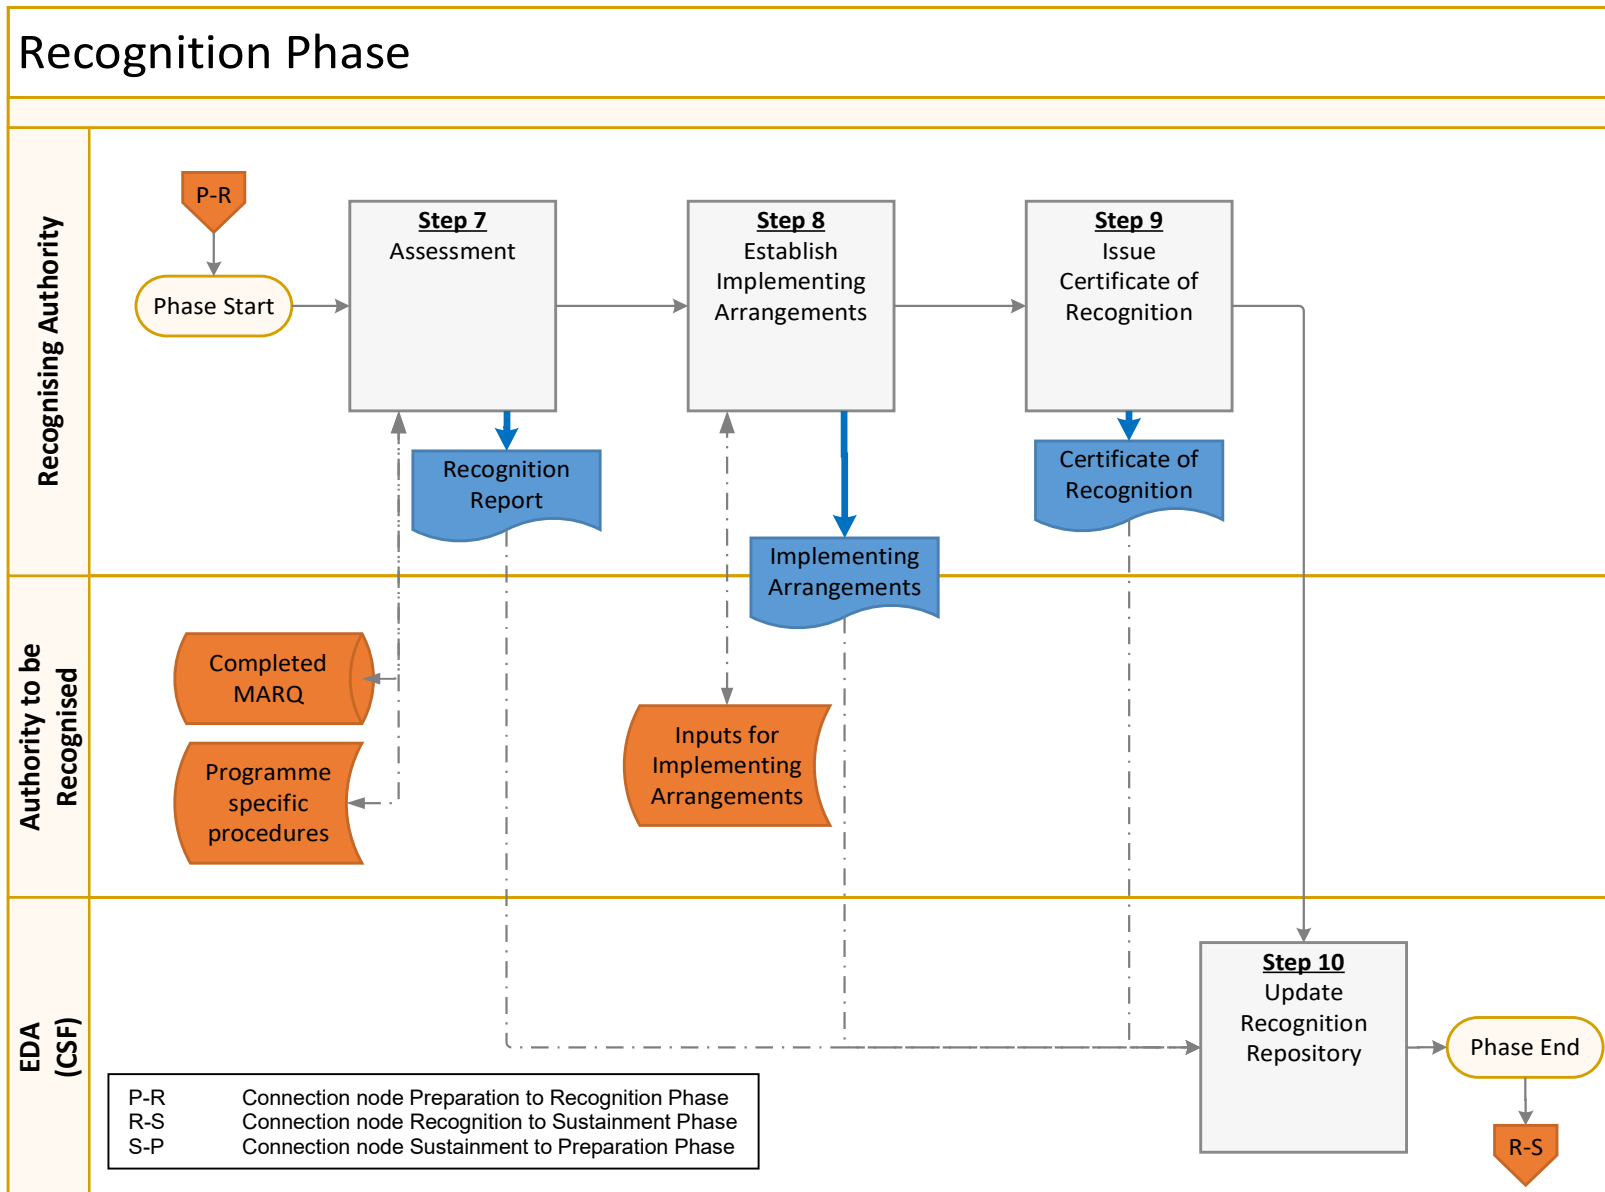 Recognition Phase
Recognising Authority
P-R
Phase Start
Step 7
Assessment
Step 8
Establish
Implementing
Arrangements
Step 9
Issue
Certificate of
Recognition
Recognition
Report
Implementing
Arrangements
Certificate of
Recognition
Authority to be
Recognised
Completed
MARQ
Programme
specific
procedures
Inputs for
Implementing
Arrangements
EDA
(CSF)
Step 10
Update
Recognition
Repository
Phase End
R-S
P-R Connection node Preparation to Recognition Phase
R-S Connection node Recognition to Sustainment Phase
S-P Connection node Sustainment to Preparation Phase